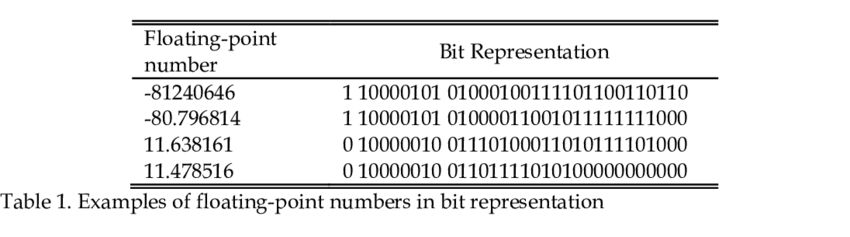 Floating-point number Bit Representation
-81240646 1 10000101 01000100111101100110110
-80.796814 1 10000101 01000011001011111111000
11.638161 0 10000010 01110100011010111101000
11.478516 0 10000010 01101111010100000000000
Table 1. Examples of floating-point numbers in bit representation